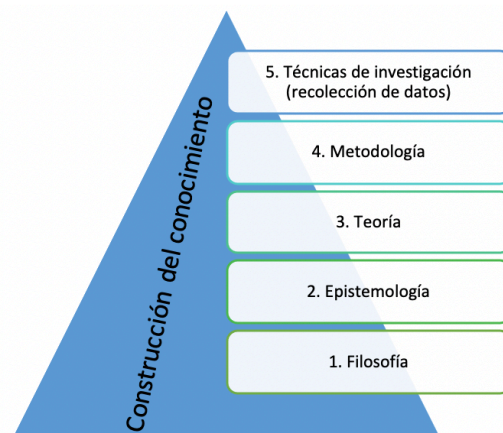 Construcción del conocimiento
5. Técnicas de investigación
(recolección de datos)
4. Metodología
3. Teoría
2. Epistemología
1. Filosofía